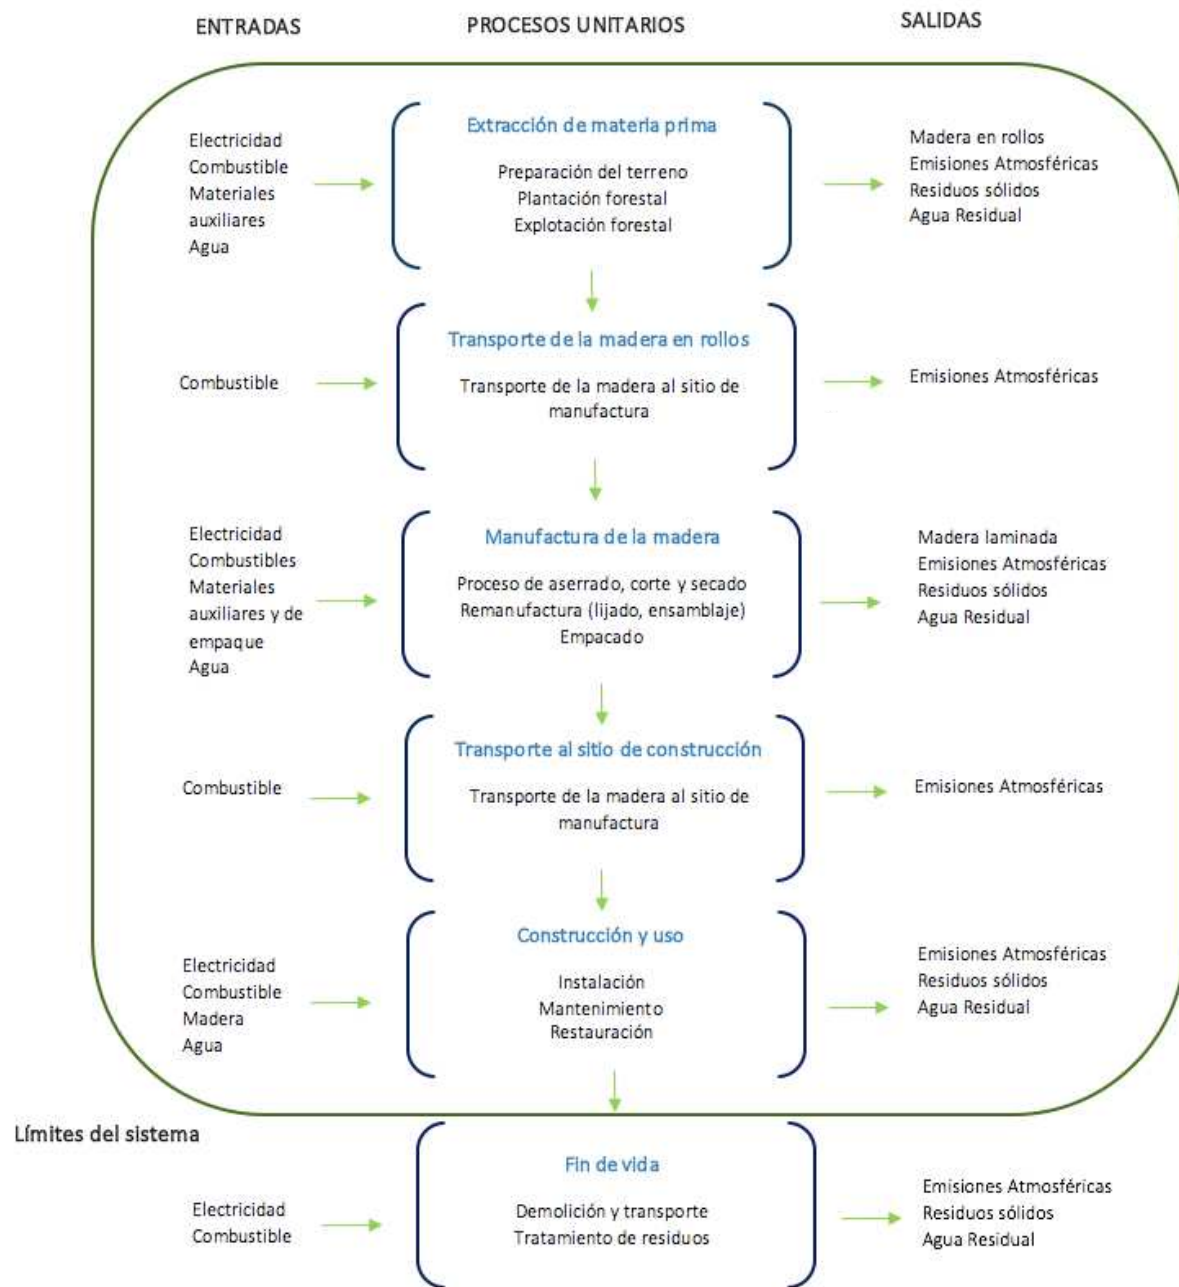 ENTRADAS
PROCESOS UNITARIOS
SALIDAS
Electricidad
Combustible
Materiales
auxiliares
Agua
Extracción de materia prima
Preparación del terreno
Plantación forestal
Explotación forestal
Madera en rollos
Emisiones Atmosféricas
Residuos sólidos
Agua Residual
Combustible
Transporte de la madera en rollos
Transporte de la madera al sitio de
manufactura
Emisiones Atmosféricas
Electricidad
Combustibles
Materiales
auxiliares y de
empaque
Agua
Manufactura de la madera
Proceso de aserrado, corte y secado
Remanufactura (lijado, ensamblaje)
Empacado
Madera laminada
Emisiones Atmosféricas
Residuos sólidos
Agua Residual
Combustible
Transporte al sitio de construcción
Transporte de la madera al sitio de
manufactura
Emisiones Atmosféricas
Electricidad
Combustible
Madera
Agua
Construcción y uso
Instalación
Mantenimiento
Restauración
Emisiones Atmosféricas
Residuos sólidos
Agua Residual
Límites del sistema
Electricidad
Combustible
Fin de vida
Demolición y transporte
Tratamiento de residuos
Emisiones Atmosféricas
Residuos sólidos
Agua Residual